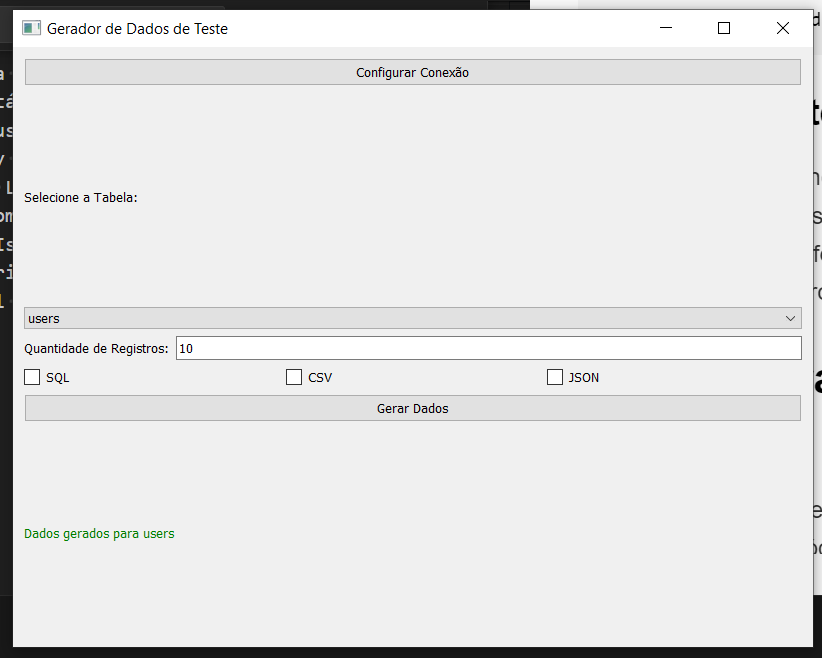 Gerador de Dados de Teste
Configurar Conexão
Selecione a Tabela:
users
Quantidade de Registros: 10
SQL CSV JSON
Gerar Dados
Dados gerados para users